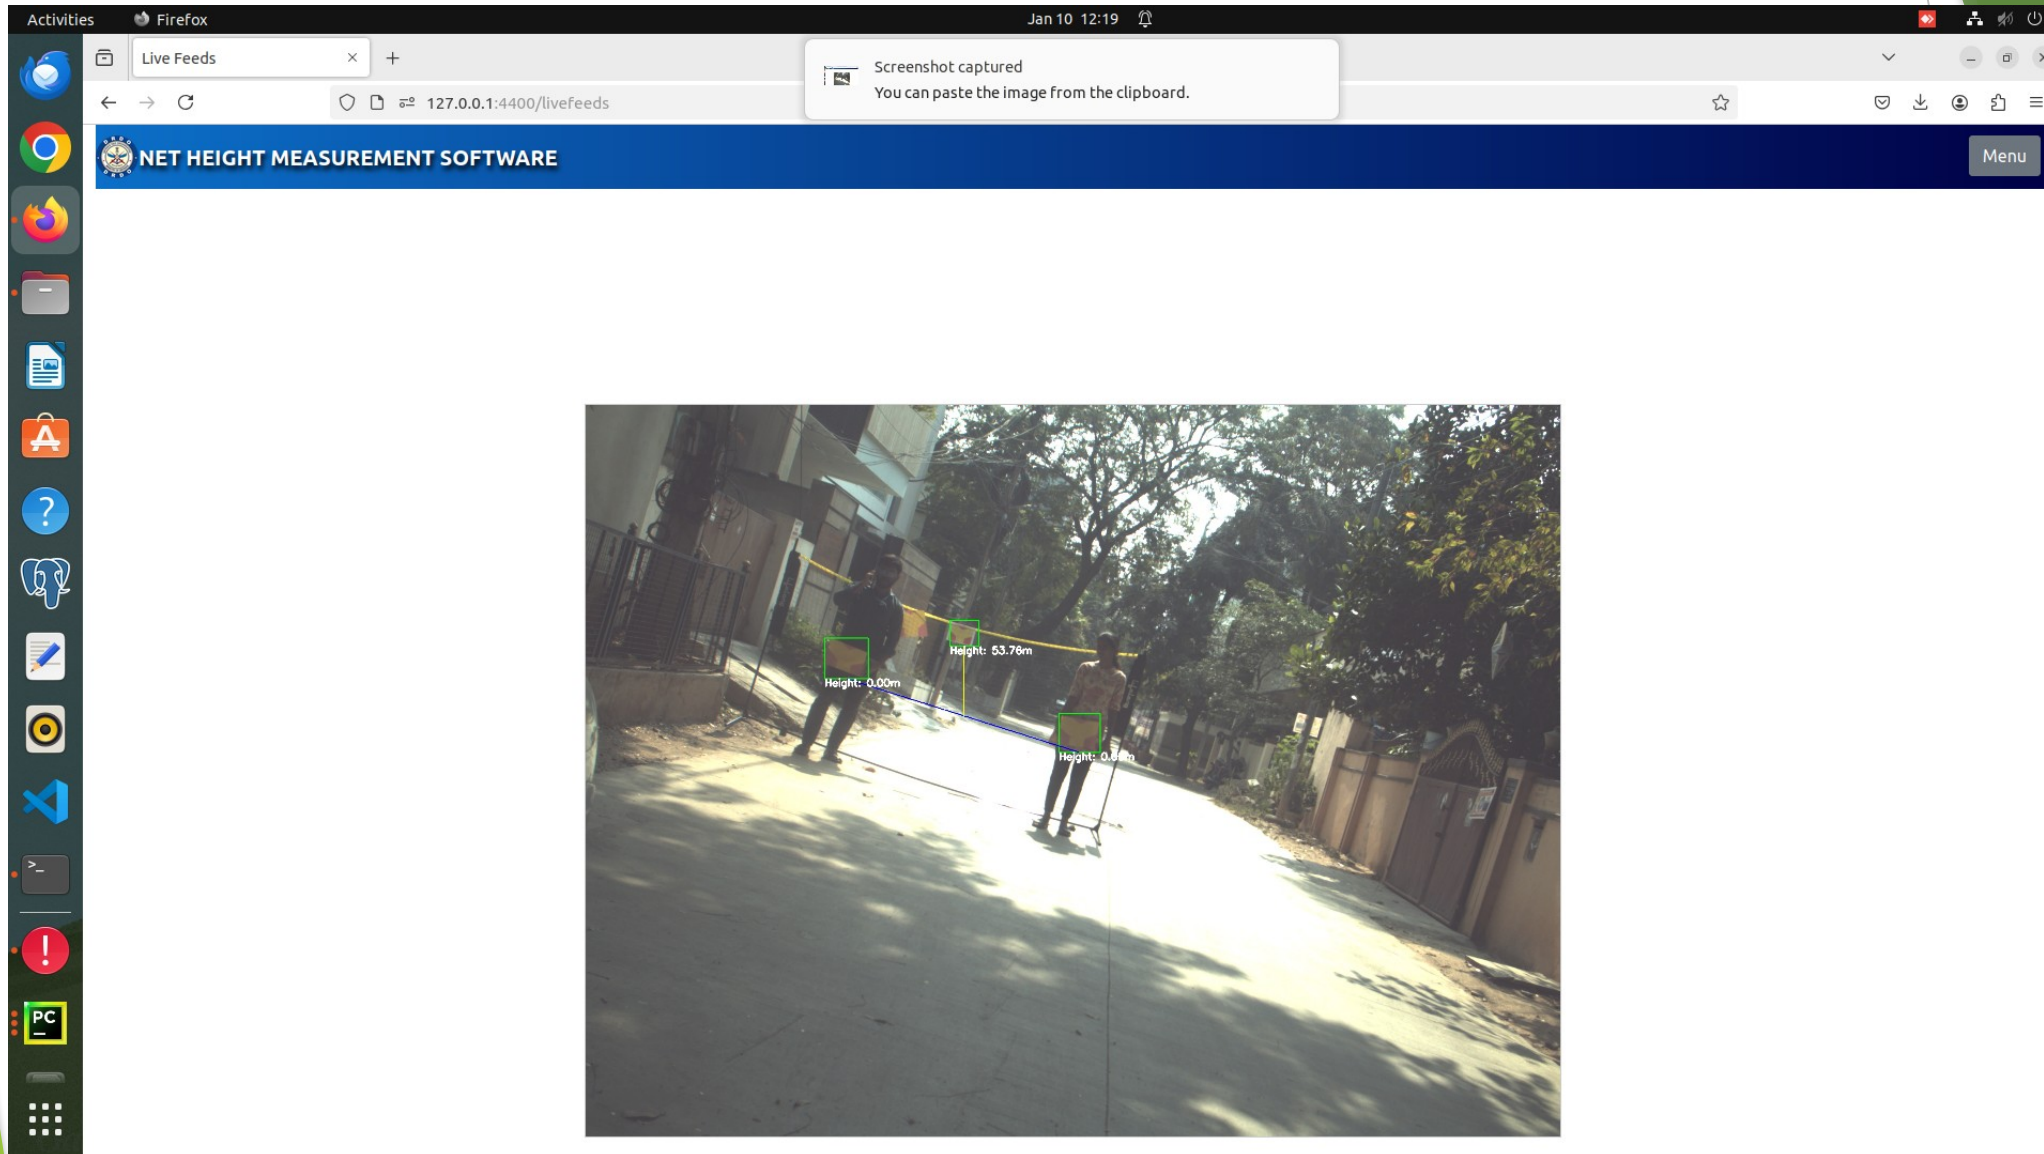 Activities Firefox Jan 10 12:19
Live Feeds
Screenshot captured
You can paste the image from the clipboard.
127.0.0.1:4400/livefeeds
NET HEIGHT MEASUREMENT SOFTWARE
Menu
Height: 53.76m
Height: 0.00m
Height:
PC